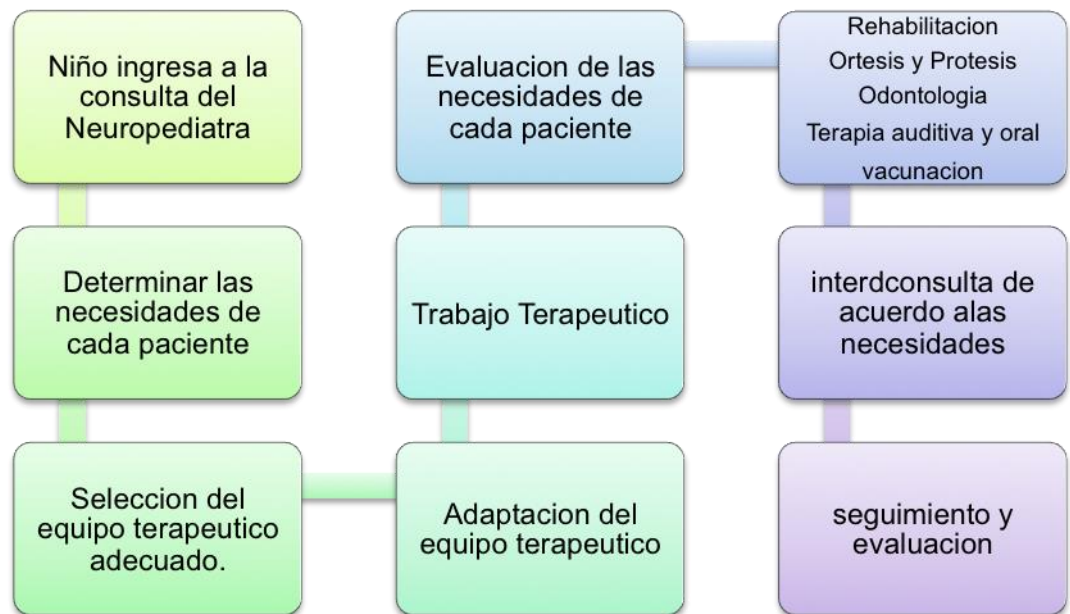 Niño ingresa a la
consulta del
Neuropediatra
Determinar las
necesidades de
cada paciente
Seleccion del
equipo terapeutico
adecuado.
Adaptacion del
equipo terapeutico
Trabajo Terapeutico
Evaluacion de las
necesidades de
cada paciente
Rehabilitacion
Ortesis y Protesis
Odontologia
Terapia auditiva y oral
vacunacion
interdconsulta de
acuerdo alas
necesidades
seguimiento y
evaluacion